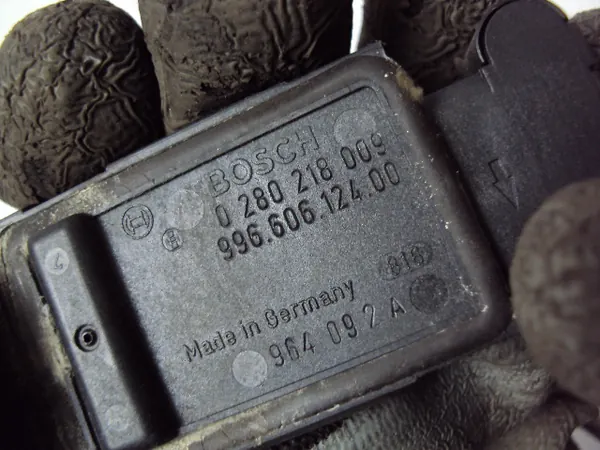 BOSCH
0 280 218 009
996.606.124.00
Made in Germany
964 09 2 A